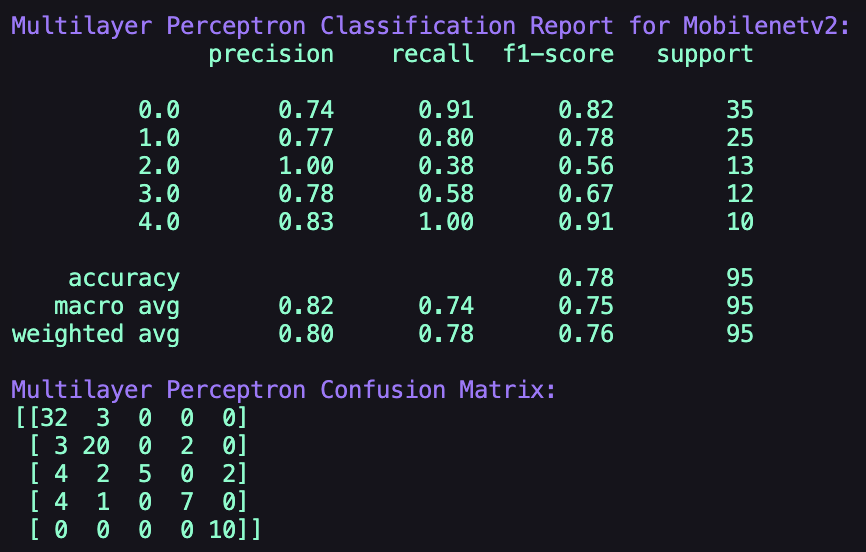 Multilayer Perceptron Classification Report for Mobilenetv2:
              precision    recall  f1-score   support

         0.0       0.74      0.91      0.82        35
         1.0       0.77      0.80      0.78        25
         2.0       1.00      0.38      0.56        13
         3.0       0.78      0.58      0.67        12
         4.0       0.83      1.00      0.91        10

    accuracy                           0.78        95
   macro avg       0.82      0.74      0.75        95
weighted avg       0.80      0.78      0.76        95

Multilayer Perceptron Confusion Matrix:
[[32  3  0  0  0]
 [ 3 20  0  2  0]
 [ 4  2  5  0  2]
 [ 4  1  0  7  0]
 [ 0  0  0  0 10]]